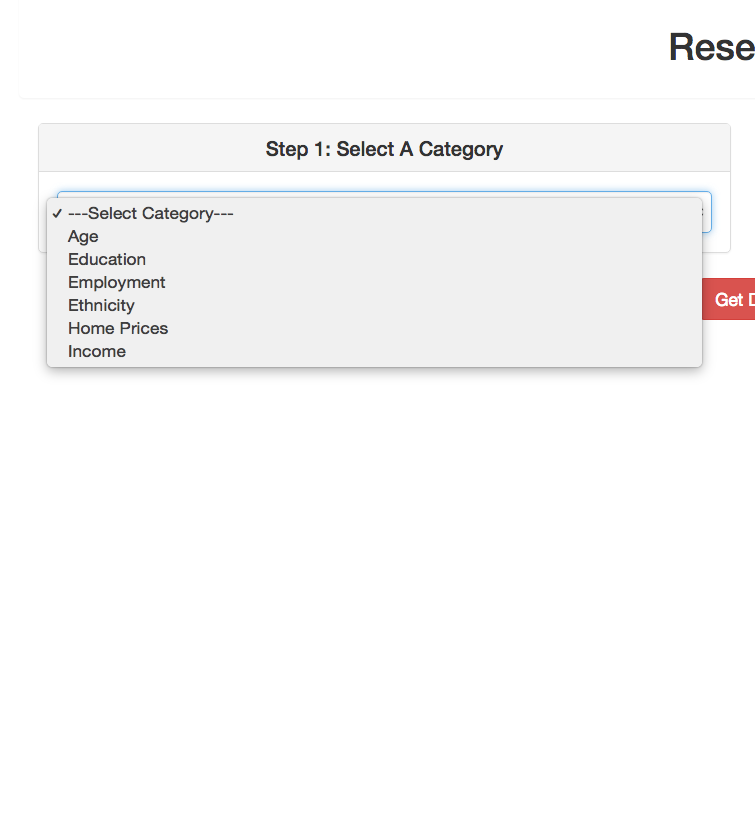 Rese
Step 1: Select A Category
✓ ---Select Category---
Age
Education
Employment
Ethnicity
Get D
Home Prices
Income